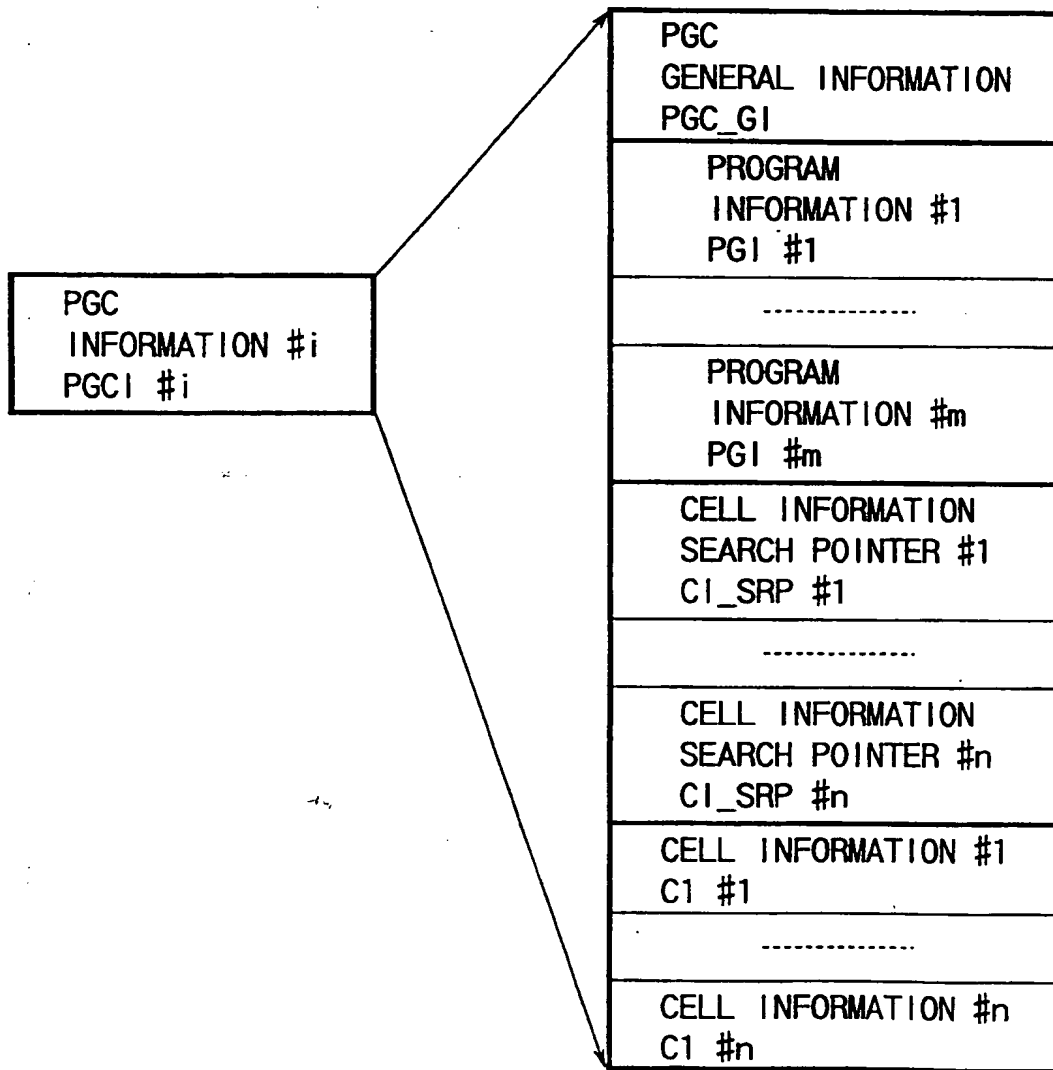 PGC
GENERAL INFORMATION
PGC_GI
PROGRAM
INFORMATION #1
PGI #1
--------------
PGC
INFORMATION #i
PGCI #i
PROGRAM
INFORMATION #m
PGI #m
CELL INFORMATION
SEARCH POINTER #1
CI_SRP #1
--------------
CELL INFORMATION
SEARCH POINTER #n
CI_SRP #n
CELL INFORMATION #1
C1 #1
--------------
CELL INFORMATION #n
C1 #n